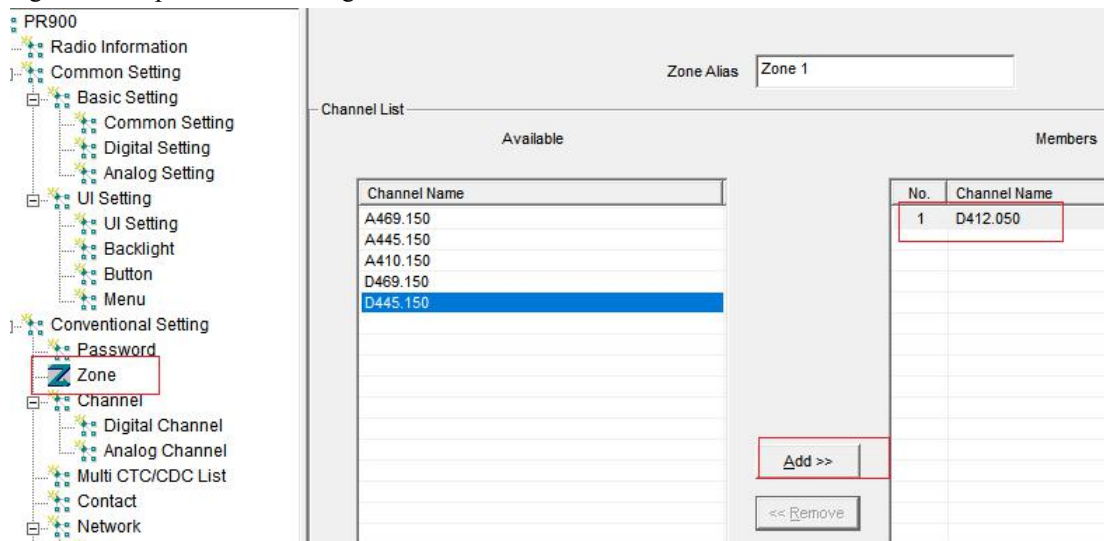 PR900
Radio Information
Common Setting
Basic Setting
Common Setting
Digital Setting
Analog Setting
UI Setting
UI Setting
Backlight
Button
Menu
Conventional Setting
Password
Zone
Channel
Digital Channel
Analog Channel
Multi CTC/CDC List
Contact
Network
Zone Alias Zone 1
Channel List
Available
Channel Name
A469.150
A445.150
A410.150
D469.150
D445.150
Add >>
<< Remove
Members
No. Channel Name
1 D412.050